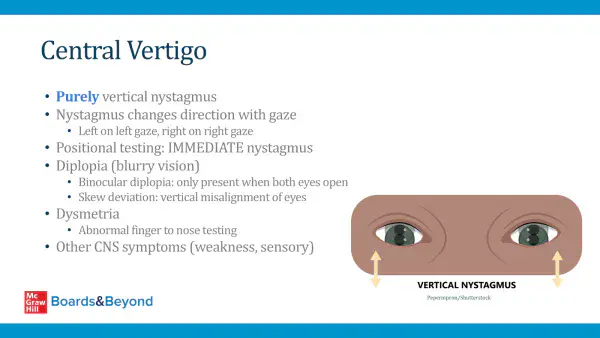 Central Vertigo
• Purely vertical nystagmus
• Nystagmus changes direction with gaze
• Left on left gaze, right on right gaze
• Positional testing: IMMEDIATE nystagmus
• Diplopia (blurry vision)
• Binocular diplopia: only present when both eyes open
• Skew deviation: vertical misalignment of eyes
• Dysmetria
• Abnormal finger to nose testing
• Other CNS symptoms (weakness, sensory)
VERTICAL NYSTAGMUS
Pepermpron/Shutterstock
Mc
Graw
Hill
Boards&Beyond